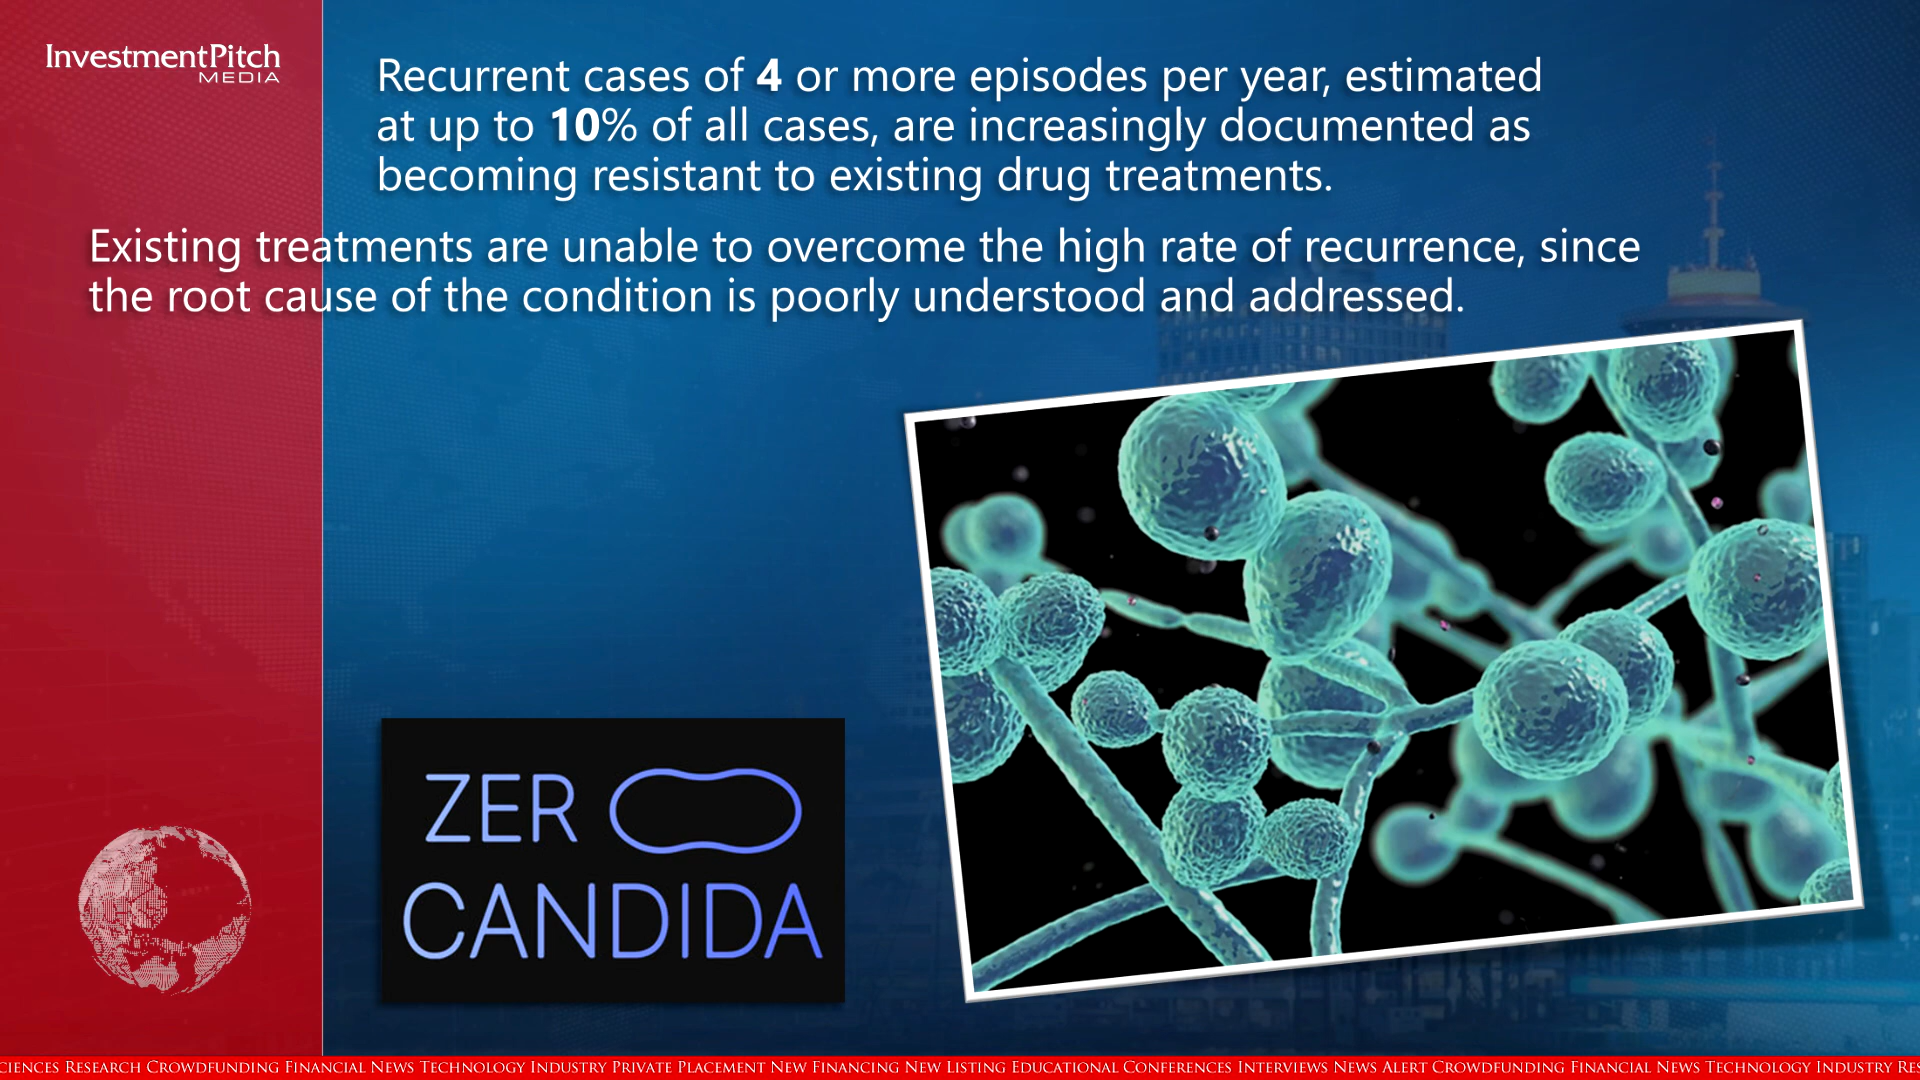 InvestmentPitch
MEDIA
Recurrent cases of 4 or more episodes per year, estimated
at up to 10% of all cases, are increasingly documented as
becoming resistant to existing drug treatments.
Existing treatments are unable to overcome the high rate of recurrence, since
the root cause of the condition is poorly understood and addressed.
ZER
CANDIDA
CIENCES RESEARCH CROWDFUNDING FINANCIAL NEWS TECHNOLOGY INDUSTRY PRIVATE PLACEMENT NEW FINANCING NEW LISTING EDUCATIONAL CONFERENCES INTERVIEWS NEWS ALERT CROWDFUNDING FINANCIAL NEWS TECHNOLOGY INDUSTRY RES